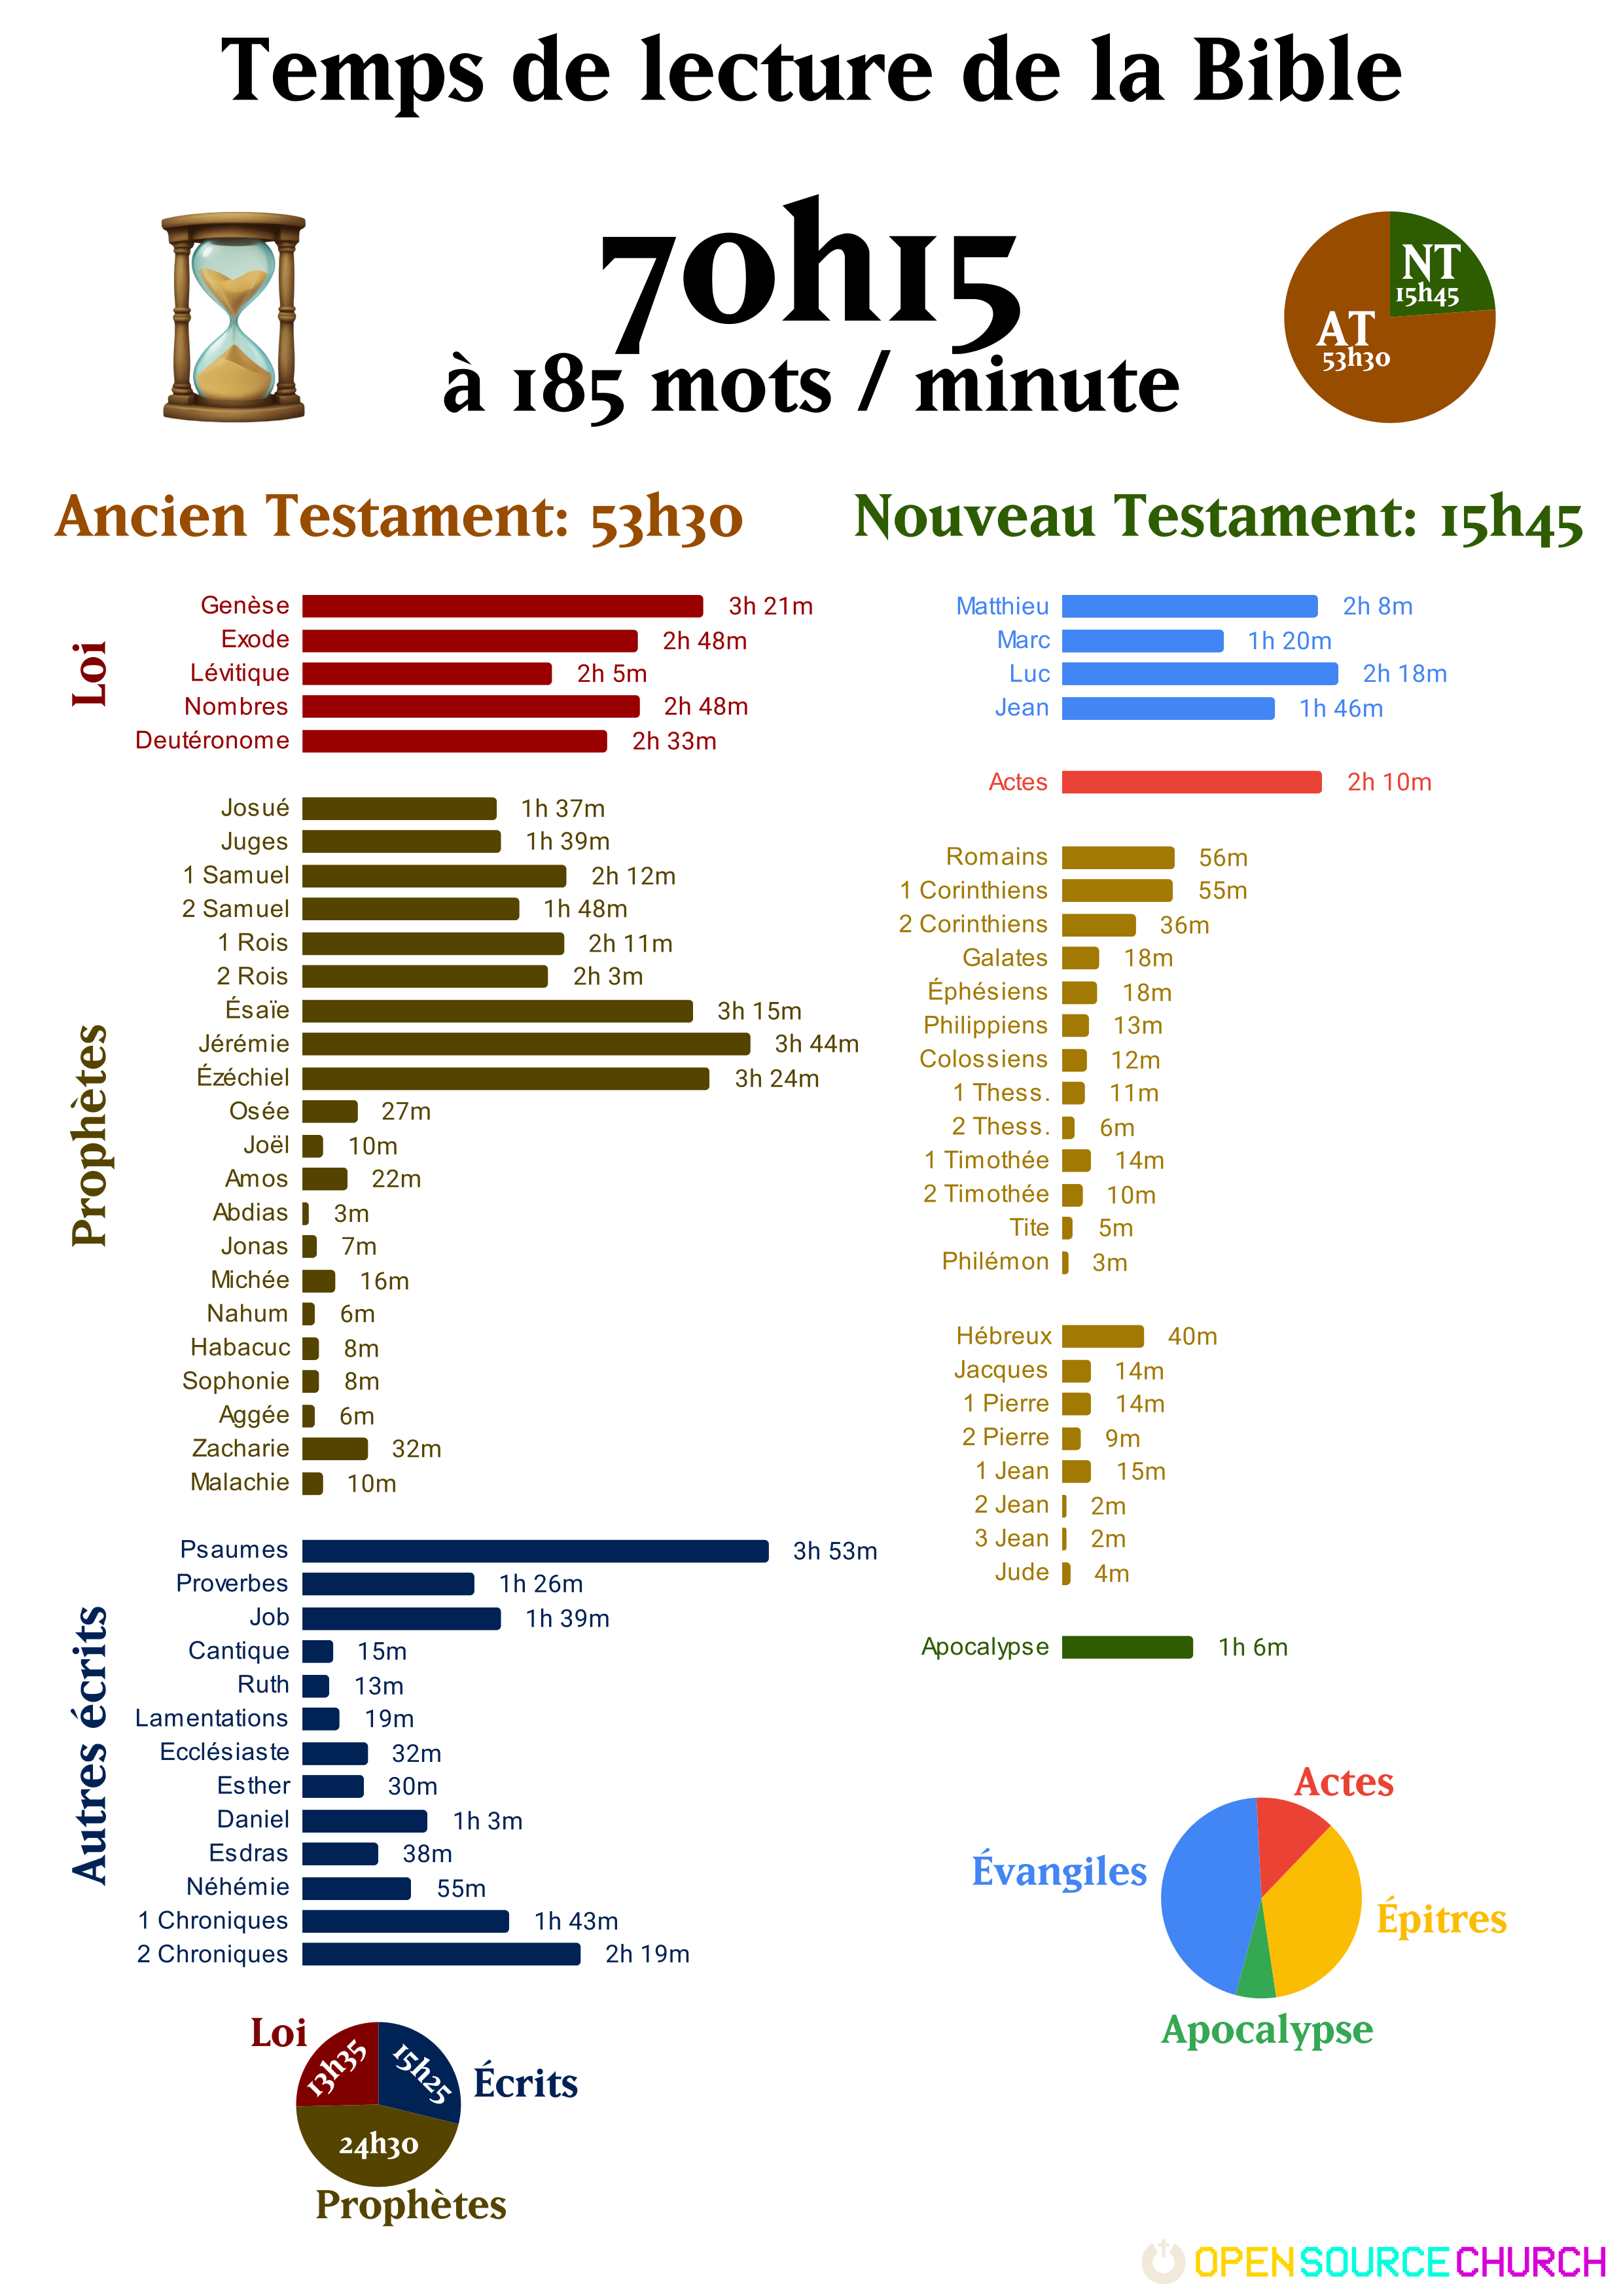 Temps de lecture de la Bible
70h15
à 185 mots / minute
NT
15h45
AT
53h30
Ancien Testament: 53h30
Loi
Genèse 3h 21m
Exode 2h 48m
Lévitique 2h 5m
Nombres 2h 48m
Deutéronome 2h 33m
Prophètes
Josué 1h 37m
Juges 1h 39m
1 Samuel 2h 12m
2 Samuel 1h 48m
1 Rois 2h 11m
2 Rois 2h 3m
Ésaïe 3h 15m
Jérémie 3h 44m
Ézéchiel 3h 24m
Osée 27m
Joël 10m
Amos 22m
Abdias 3m
Jonas 7m
Michée 16m
Nahum 6m
Habacuc 8m
Sophonie 8m
Aggée 6m
Zacharie 32m
Malachie 10m
Autres écrits
Psaumes 3h 53m
Proverbes 1h 26m
Job 1h 39m
Cantique 15m
Ruth 13m
Lamentations 19m
Ecclésiaste 32m
Esther 30m
Daniel 1h 3m
Esdras 38m
Néhémie 55m
1 Chroniques 1h 43m
2 Chroniques 2h 19m
Loi
13h35
15h25
Écrits
24h30
Prophètes
Nouveau Testament: 15h45
Matthieu 2h 8m
Marc 1h 20m
Luc 2h 18m
Jean 1h 46m
Actes 2h 10m
Romains 56m
1 Corinthiens 55m
2 Corinthiens 36m
Galates 18m
Éphésiens 18m
Philippiens 13m
Colossiens 12m
1 Thess. 11m
2 Thess. 6m
1 Timothée 14m
2 Timothée 10m
Tite 5m
Philémon 3m
Hébreux 40m
Jacques 14m
1 Pierre 14m
2 Pierre 9m
1 Jean 15m
2 Jean 2m
3 Jean 2m
Jude 4m
Apocalypse 1h 6m
Actes
Évangiles
Épitres
Apocalypse
OPEN SOURCE CHURCH